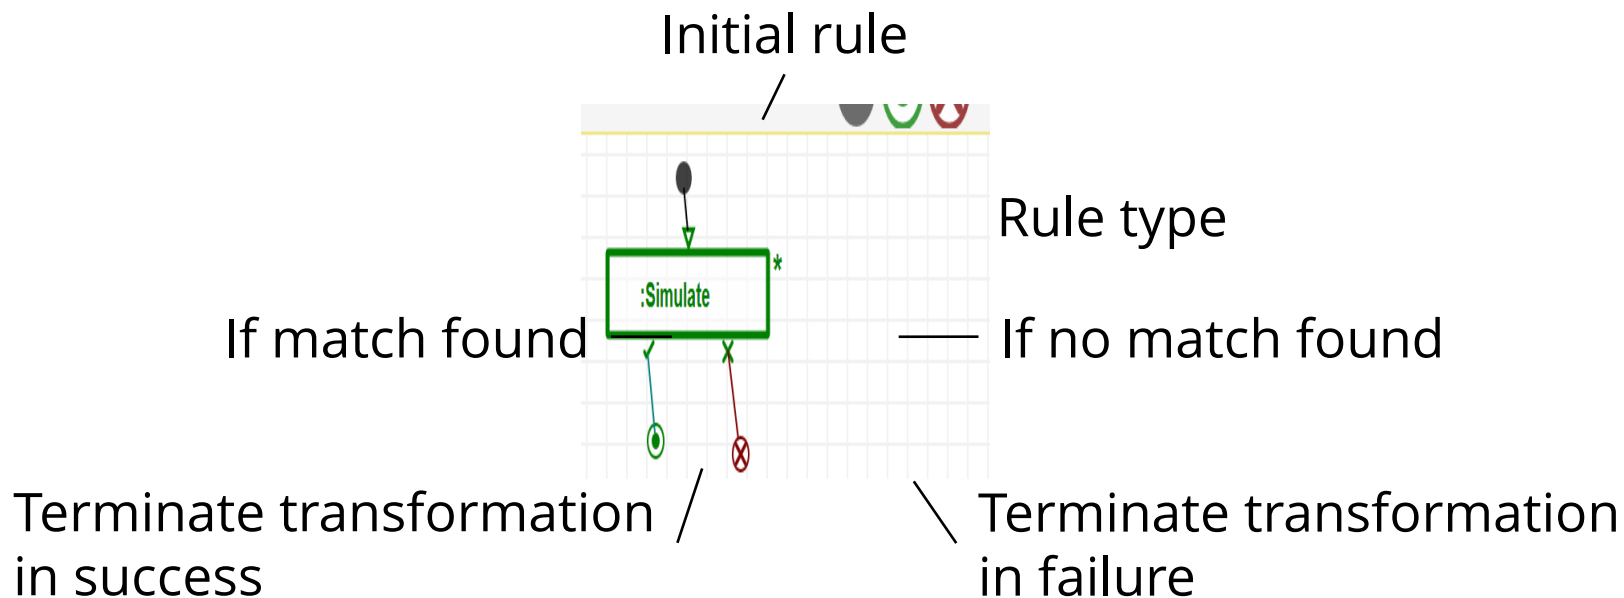 Initial rule
Rule type
*
:Simulate
If match found
If no match found
Terminate transformation
in success
Terminate transformation
in failure